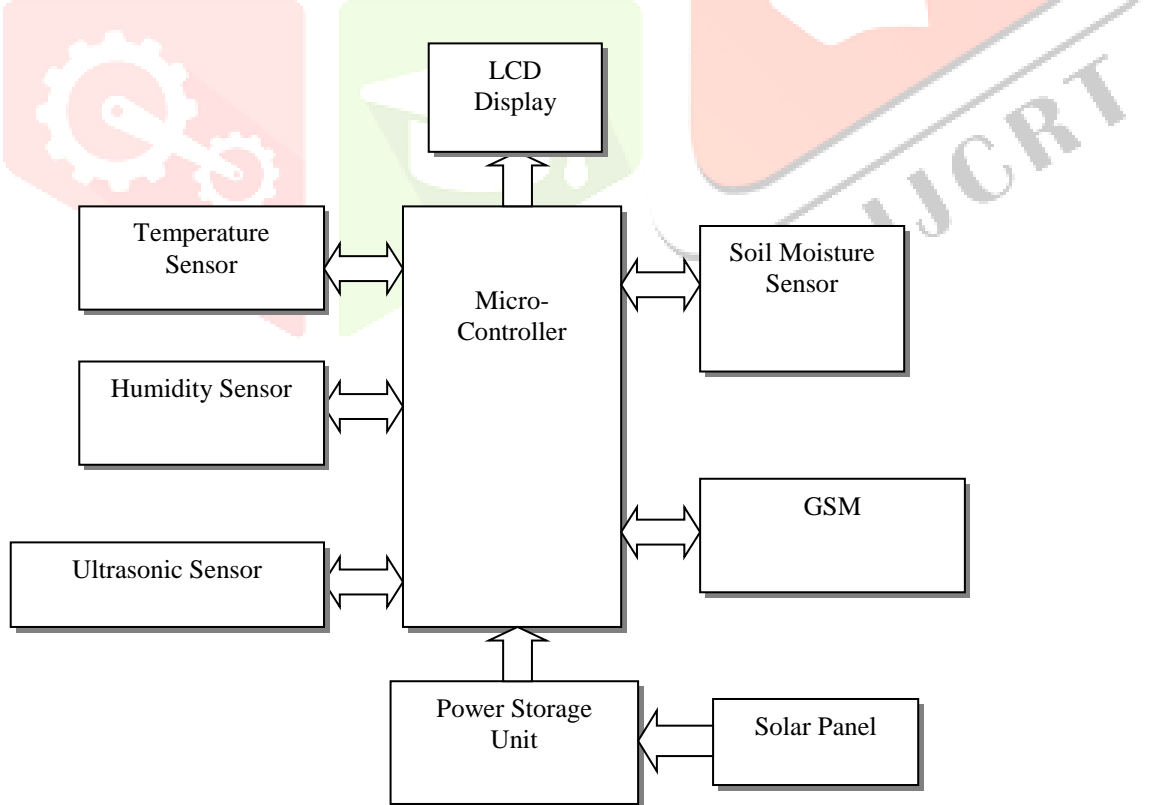 LCD
Display
Temperature
Sensor
Micro-
Controller
Soil Moisture
Sensor
Humidity Sensor
GSM
Ultrasonic Sensor
Power Storage
Unit
Solar Panel
IJCRT